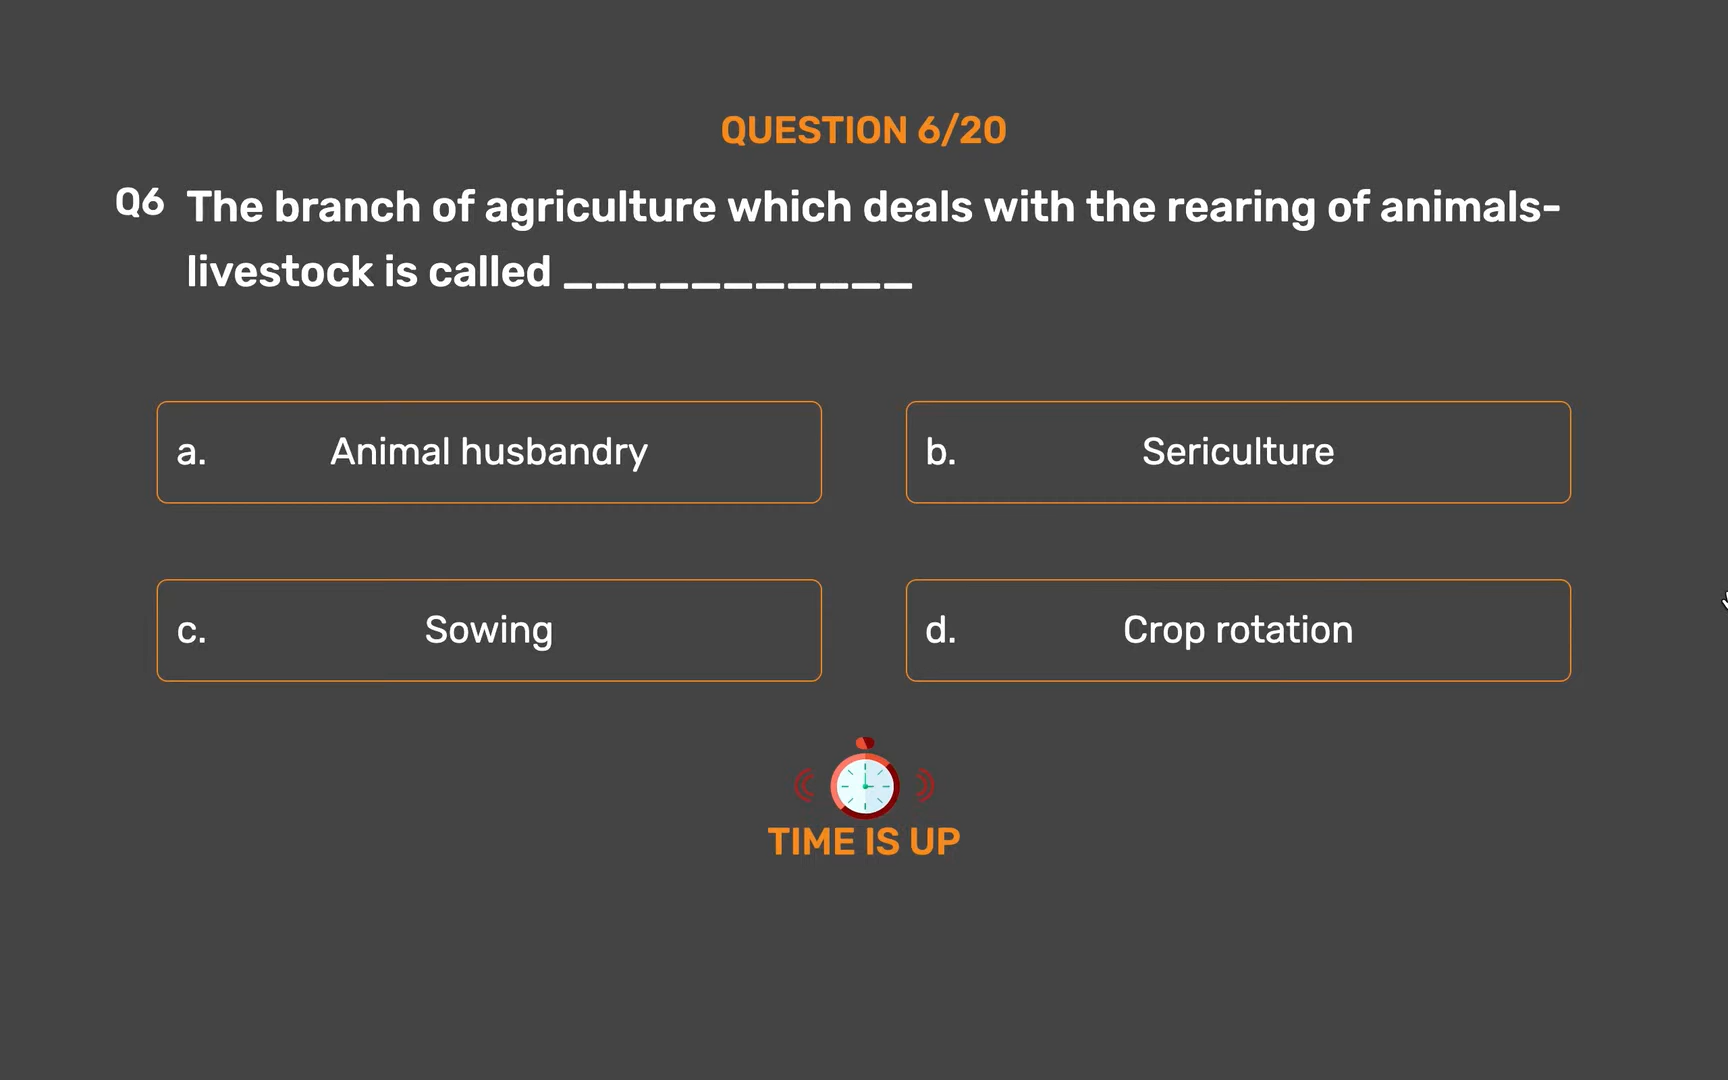 QUESTION 6/20
Q6 The branch of agriculture which deals with the rearing of animals-
livestock is called ___________
a. Animal husbandry
b. Sericulture
c. Sowing
d. Crop rotation
TIME IS UP